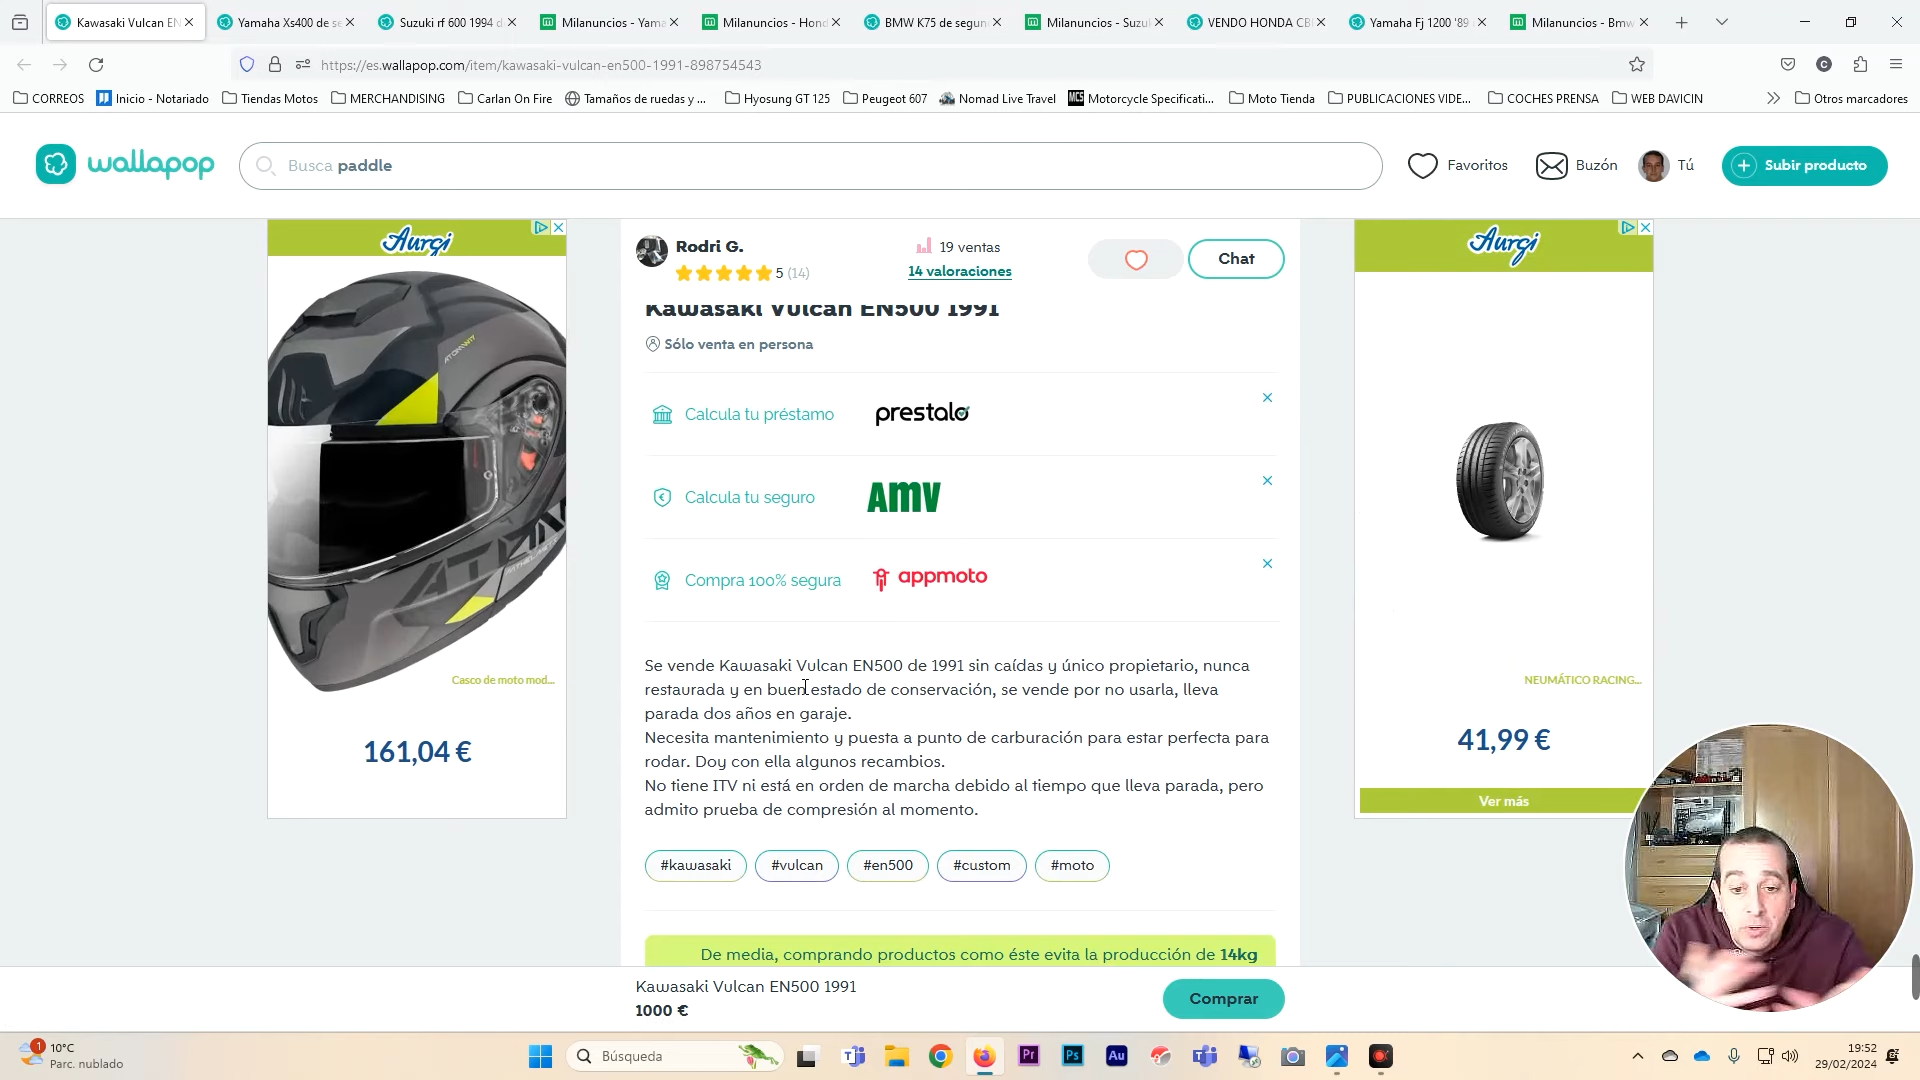 Kawasaki Vulcan EN
Yamaha Xs400 de se
Suzuki rf 600 1994 d
Milanuncios - Yama
Milanuncios - Hond
BMW K75 de segun
Milanuncios - Suzuk
VENDO HONDA CB
Yamaha Fj 1200 '89
Milanuncios - Bmw
https://es.wallapop.com/item/kawasaki-vulcan-en500-1991-898754543
CORREOS
Inicio - Notariado
Tiendas Motos
MERCHANDISING
Carlan On Fire
Tamaños de ruedas y ...
Hyosung GT 125
Peugeot 607
Nomad Live Travel
Motorcycle Specificati...
Moto Tienda
PUBLICACIONES VIDE...
COCHES PRENSA
WEB DAVICIN
Otros marcadores
wallapop
Busca paddle
Favoritos
Buzón
Tú
Subir producto
Aurgi
Casco de moto mod...
161,04 €
Rodri G.
5 (14)
19 ventas
14 valoraciones
Chat
Kawasaki Vulcan EN500 1991
Sólo venta en persona
Calcula tu préstamo
prestalo
Calcula tu seguro
AMV
Compra 100% segura
appmoto
Se vende Kawasaki Vulcan EN500 de 1991 sin caídas y único propietario, nunca
restaurada y en buen estado de conservación, se vende por no usarla, lleva
parada dos años en garaje.
Necesita mantenimiento y puesta a punto de carburación para estar perfecta para
rodar. Doy con ella algunos recambios.
No tiene ITV ni está en orden de marcha debido al tiempo que lleva parada, pero
admito prueba de compresión al momento.
#kawasaki
#vulcan
#en500
#custom
#moto
De media, comprando productos como éste evita la producción de 14kg
Kawasaki Vulcan EN500 1991
1000 €
Comprar
Aurgi
NEUMÁTICO RACING...
41,99 €
Ver más
1
10°C
Parc. nublado
Búsqueda
Pr
Ps
Au
19:52
29/02/2024